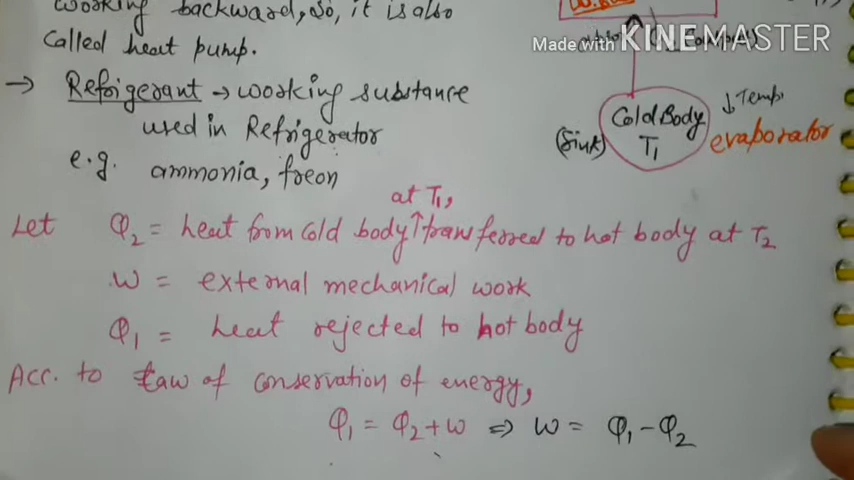 working backward, so, it is also
called heat pump.
→ Refrigerant → working substance
used in Refrigerator
e.g. ammonia, freon
Made with KINEMASTER
Cold Body
T₁
(Sink)
↓Temp.
evaporator
at T₁,
Let Q₂ = heat from cold body↑transferred to hot body at T₂
W = external mechanical work
Q₁ = heat rejected to hot body
Acc. to Law of conservation of energy,
Q₁ = Q₂ + W ⇒ W = Q₁ - Q₂